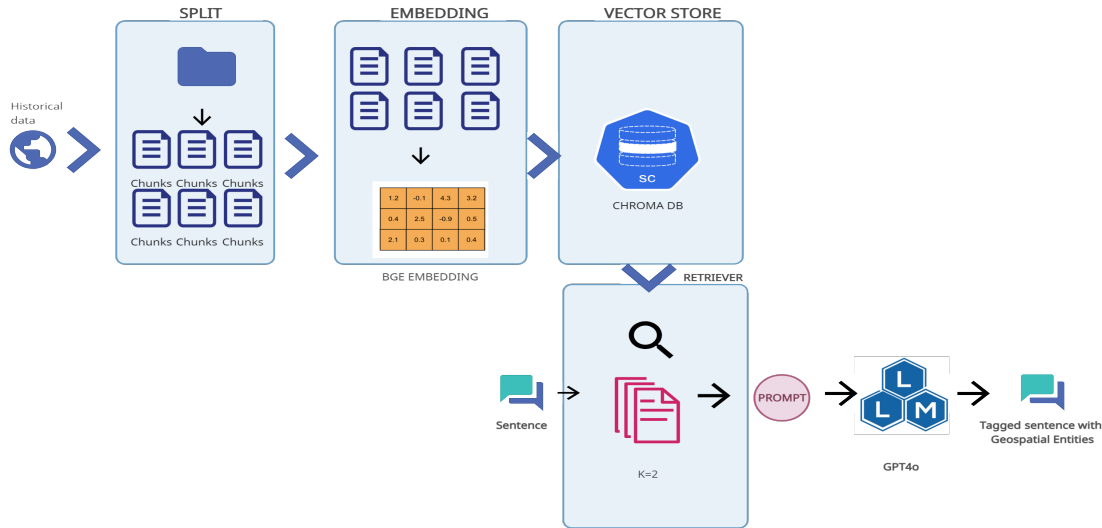 SPLIT
EMBEDDING
VECTOR STORE
Historical
data
Chunks Chunks Chunks
Chunks Chunks Chunks
1.2 -0.1 4.3 3.2
0.4 2.5 -0.9 0.5
2.1 0.3 0.1 0.4
BGE EMBEDDING
SC
CHROMA DB
RETRIEVER
Sentence
K=2
PROMPT
L
L M
GPT4o
Tagged sentence with
Geospatial Entities